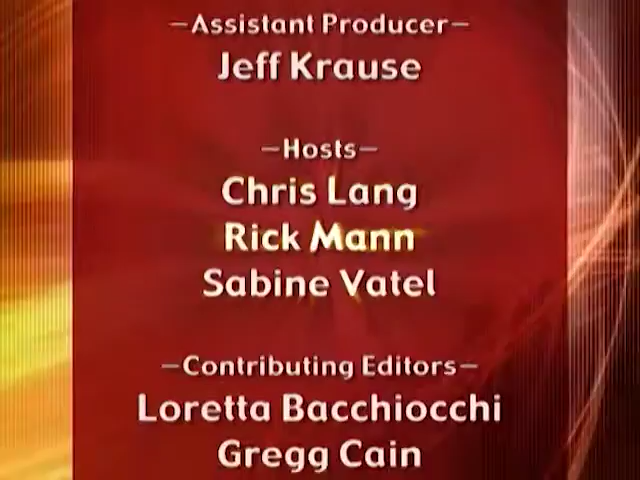 —Assistant Producer—
Jeff Krause
—Hosts—
Chris Lang
Rick Mann
Sabine Vatel
—Contributing Editors—
Loretta Bacchiocchi
Gregg Cain